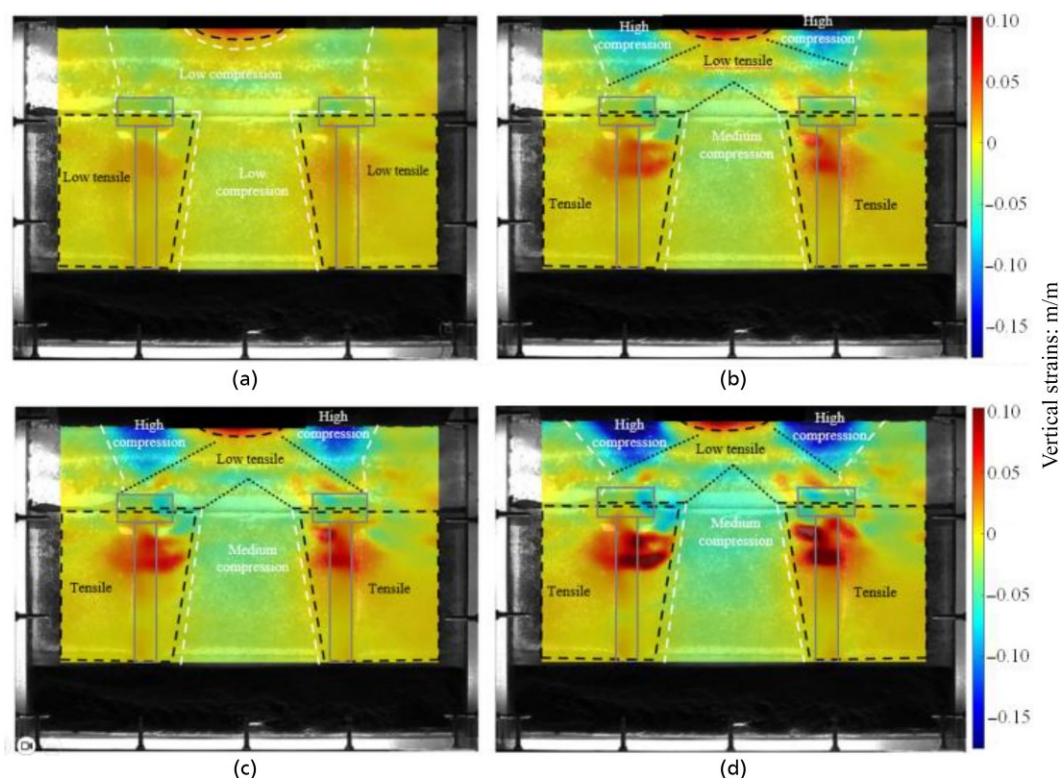 Low compression
Low tensile
Low
compression
Low tensile
(a)
High
compression
High
compression
Low tensile
Medium
compression
Tensile
Tensile
(b)
0.10
0.05
0
–0.05
–0.10
–0.15
Vertical strains: m/m
High
compression
High
compression
Low tensile
Medium
compression
Tensile
Tensile
(c)
High
compression
High
compression
Low tensile
Medium
compression
Tensile
Tensile
(d)
0.10
0.05
0
–0.05
–0.10
–0.15